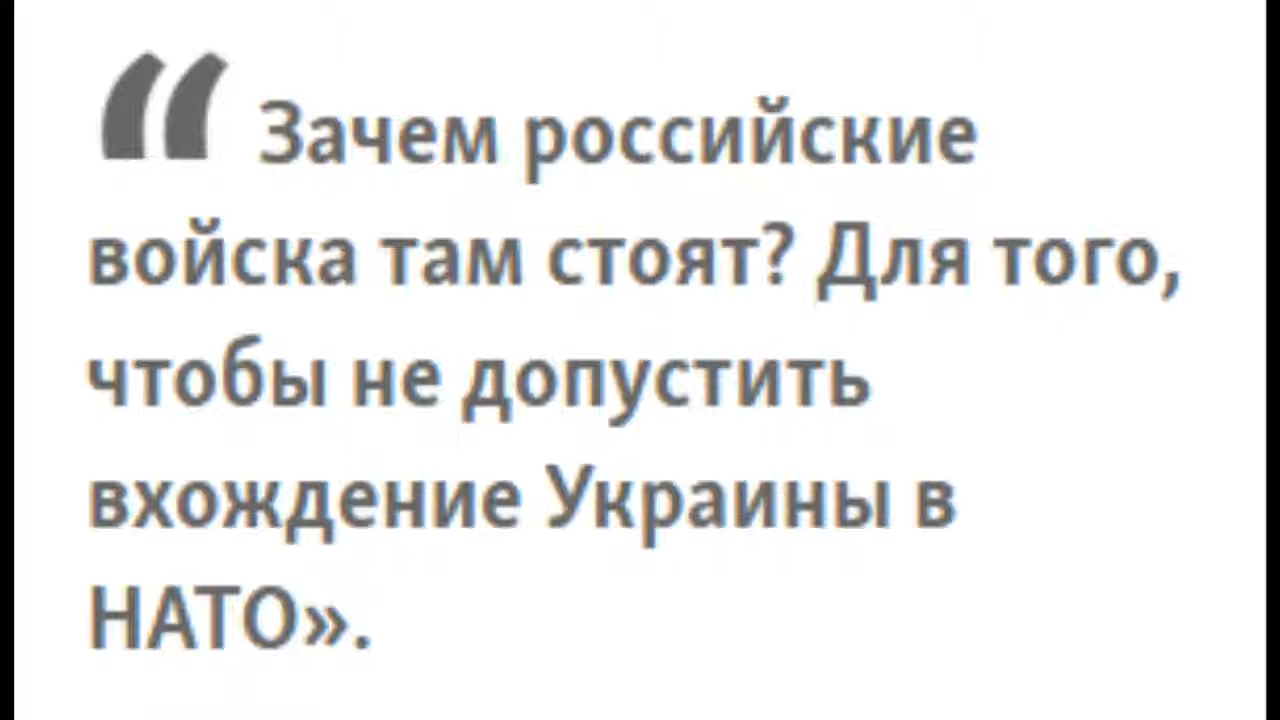 “ Зачем российские
войска там стоят? Для того,
чтобы не допустить
вхождение Украины в
НАТО».